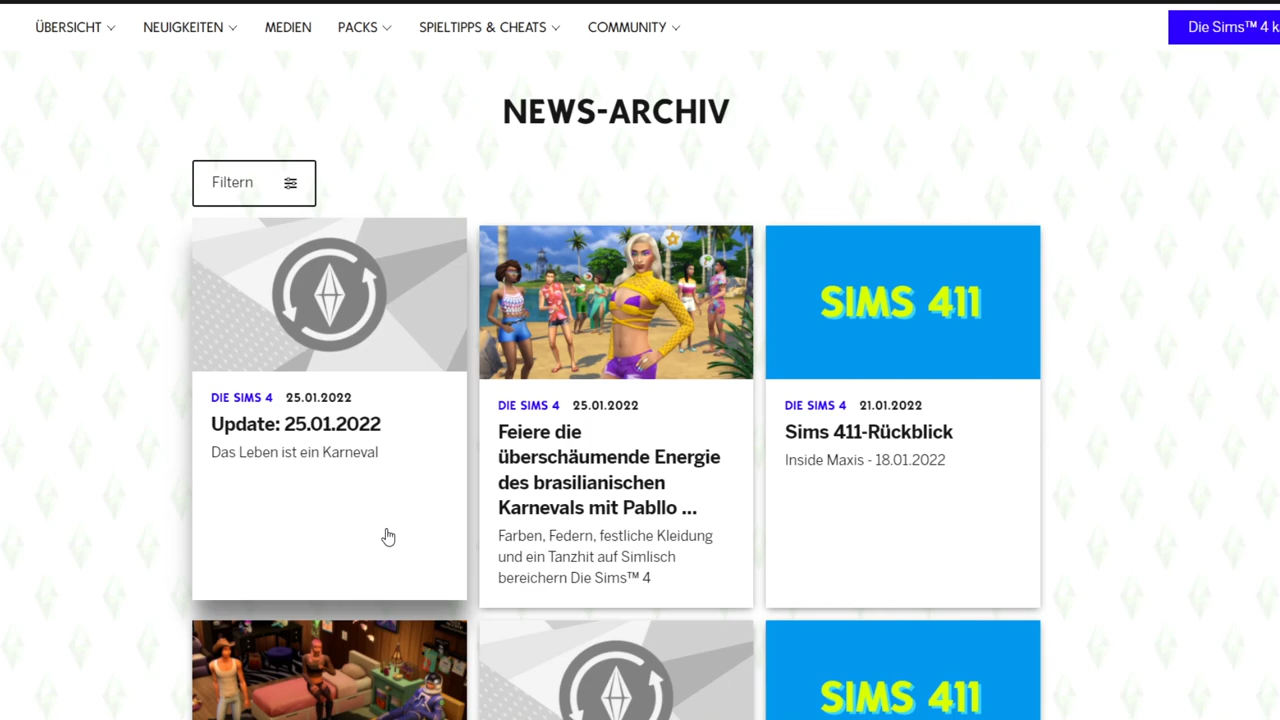 ÜBERSICHT NEUIGKEITEN MEDIEN PACKS SPIELTIPPS & CHEATS COMMUNITY Die Sims™ 4 k
NEWS-ARCHIV
Filtern
DIE SIMS 4 25.01.2022
Update: 25.01.2022
Das Leben ist ein Karneval
DIE SIMS 4 25.01.2022
Feiere die
überschäumende Energie
des brasilianischen
Karnevals mit Pabllo ...
Farben, Federn, festliche Kleidung
und ein Tanzhit auf Simlisch
bereichern Die Sims™ 4
SIMS 411
DIE SIMS 4 21.01.2022
Sims 411-Rückblick
Inside Maxis - 18.01.2022
SIMS 411